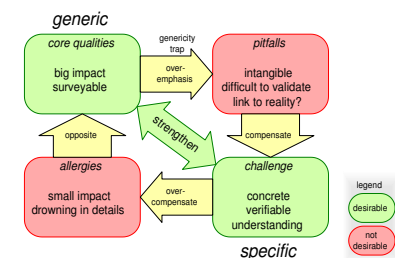 generic
core qualities
big impact
surveyable
genericity
trap
over-
emphasis
pitfalls
intangible
difficult to validate
link to reality?
opposite
strengthen
compensate
allergies
small impact
drowning in details
over-
compensate
challenge
concrete
verifiable
understanding
specific
legend
desirable
not
desirable